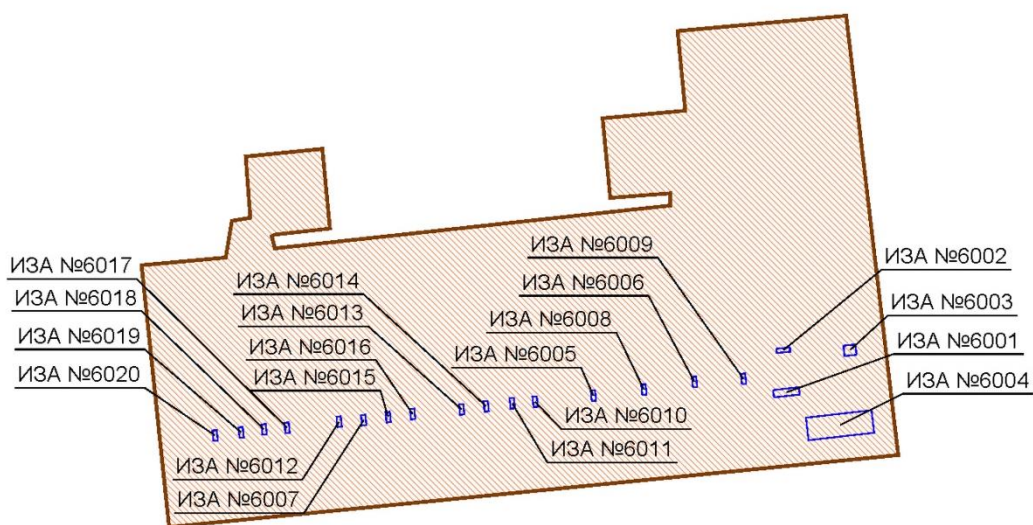 ИЗА №6009
ИЗА №6002
ИЗА №6017
ИЗА №6014
ИЗА №6006
ИЗА №6018
ИЗА №6003
ИЗА №6013
ИЗА №6008
ИЗА №6019
ИЗА №6001
ИЗА №6016
ИЗА №6005
ИЗА №6020
ИЗА №6015
ИЗА №6004
ИЗА №6010
ИЗА №6012
ИЗА №6011
ИЗА №6007